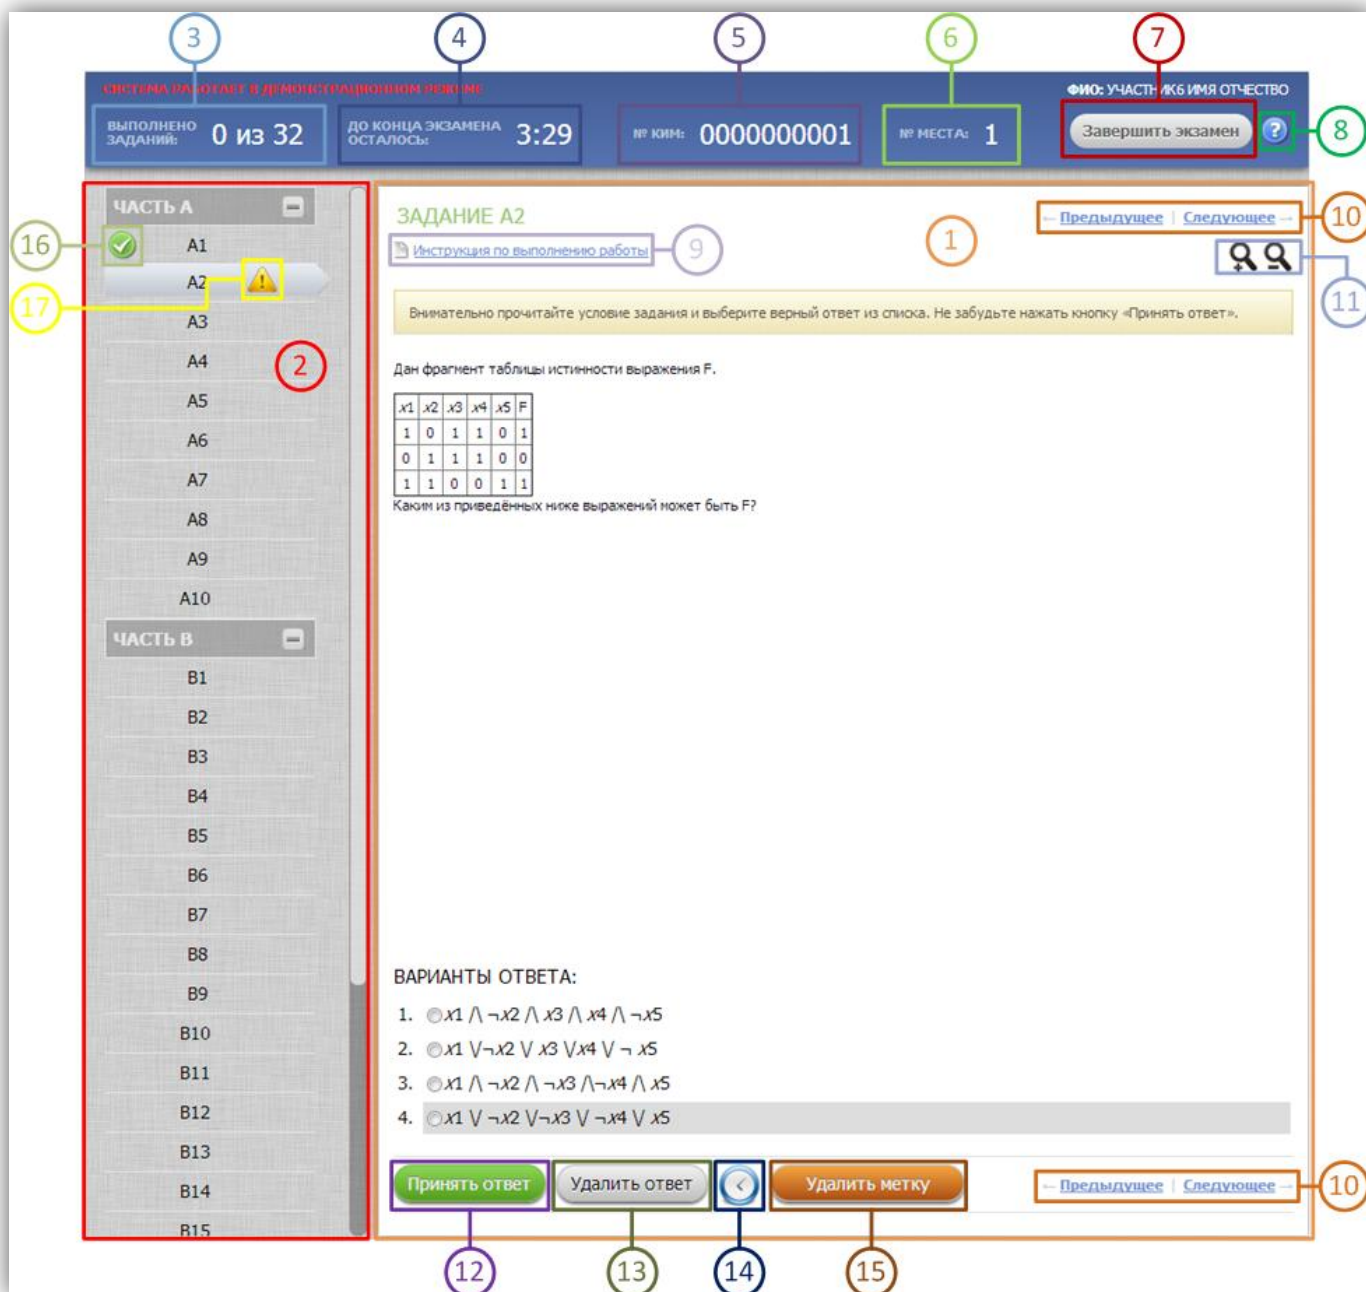 3 4 5 6 7
СИСТЕМА РАБОТАЕТ В ДЕМОНСТРАЦИОННОМ РЕЖИМЕ
ФИО: УЧАСТНИК6 ИМЯ ОТЧЕСТВО
ВЫПОЛНЕНО ЗАДАНИЙ: 0 из 32
ДО КОНЦА ЭКЗАМЕНА ОСТАЛОСЬ: 3:29
№ КИМ: 0000000001
№ МЕСТА: 1
Завершить экзамен
? 8
ЧАСТЬ A
16 A1
A2
17
A3
A4
2
A5
A6
A7
A8
A9
A10
ЧАСТЬ B
B1
B2
B3
B4
B5
B6
B7
B8
B9
B10
B11
B12
B13
B14
B15
ЗАДАНИЕ A2
1
← Предыдущее | Следующее →
10
Инструкция по выполнению работы
9
11
Внимательно прочитайте условие задания и выберите верный ответ из списка. Не забудьте нажать кнопку «Принять ответ».
Дан фрагмент таблицы истинности выражения F.
x1 x2 x3 x4 x5 F
1 0 1 1 0 1
0 1 1 1 0 0
1 1 0 0 1 1
Каким из приведённых ниже выражений может быть F?
ВАРИАНТЫ ОТВЕТА:
1. x1 /\ ¬x2 /\ x3 /\ x4 /\ ¬x5
2. x1 \/¬x2 \/ x3 \/x4 \/ ¬ x5
3. x1 /\ ¬x2 /\ ¬x3 /\¬x4 /\ x5
4. x1 \/ ¬x2 \/¬x3 \/ ¬x4 \/ x5
Принять ответ
Удалить ответ
Удалить метку
← Предыдущее | Следующее →
10
12 13 14 15